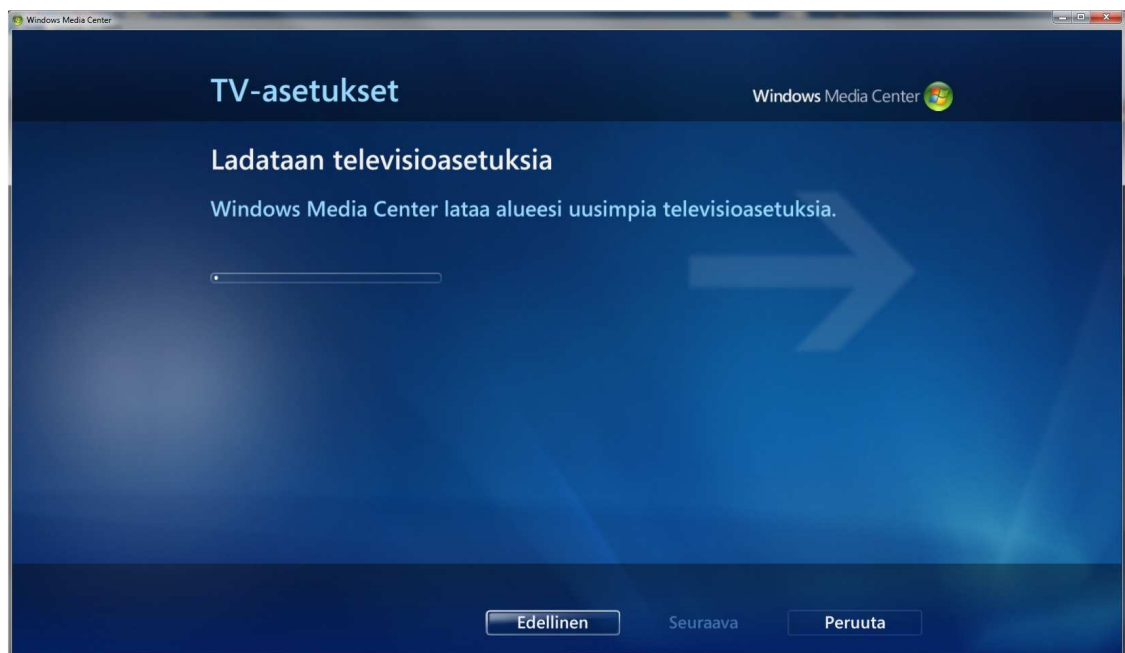 Windows Media Center
TV-asetukset
Windows Media Center
Ladataan televisioasetuksia
Windows Media Center lataa alueesi uusimpia televisioasetuksia.
Edellinen
Seuraava
Peruuta